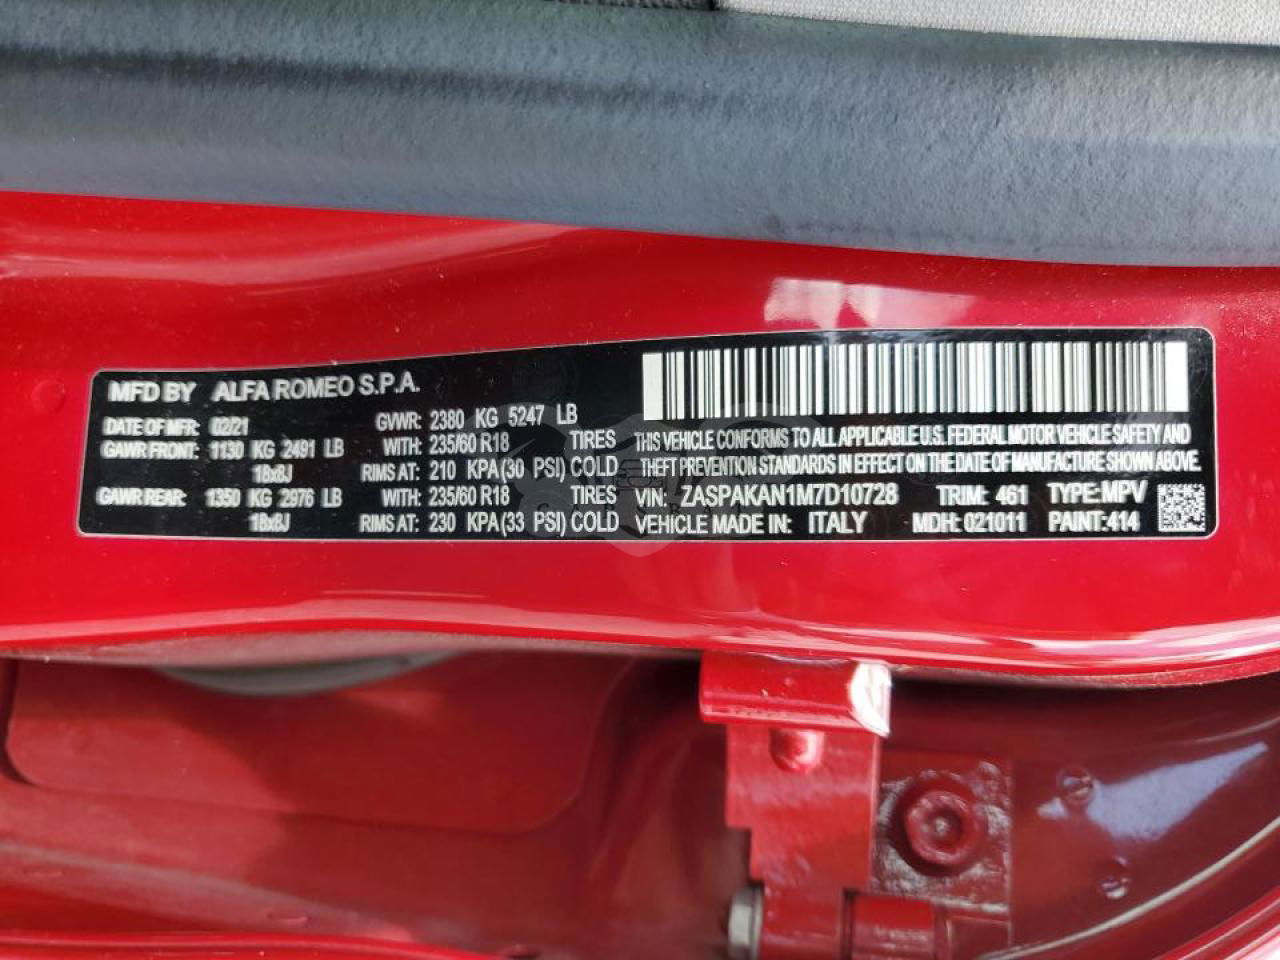 MFD BY ALFA ROMEO S.P.A.
DATE OF MFR: 02/21 GVWR: 2380 KG 5247 LB
GAWR FRONT: 1130 KG 2491 LB WITH: 235/60 R18 TIRES
18x8J RIMS AT: 210 KPA (30 PSI) COLD
GAWR REAR: 1350 KG 2976 LB WITH: 235/60 R18 TIRES
18x8J RIMS AT: 230 KPA (33 PSI) COLD
THIS VEHICLE CONFORMS TO ALL APPLICABLE U.S. FEDERAL MOTOR VEHICLE SAFETY AND
THEFT PREVENTION STANDARDS IN EFFECT ON THE DATE OF MANUFACTURE SHOWN ABOVE.
VIN: ZASPAKAN1M7D10728 TRIM: 461 TYPE: MPV
VEHICLE MADE IN: ITALY MDH: 021011 PAINT: 414